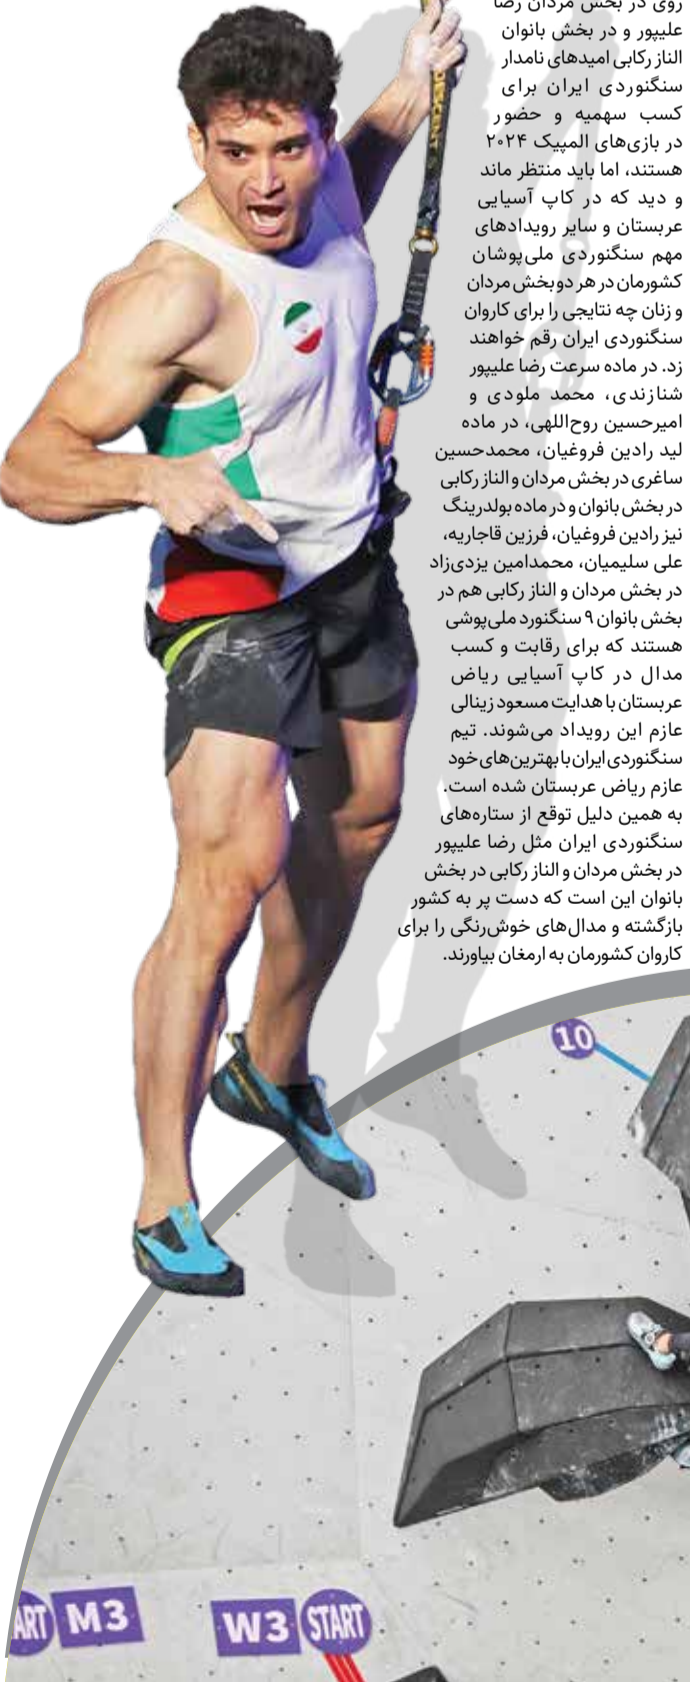 روی در بخش مردان رضا
علیپور و در بخش بانوان
الناز رکابی امیدهای نامدار
سنگنوردی ایران برای
کسب سهمیه و حضور
در بازی‌های المپیک ۲۰۲۴
هستند، اما باید منتظر ماند
و دید که در کاپ آسیایی
عربستان و سایر رویدادهای
مهم سنگنوردی ملی‌پوشان
کشورمان در هر دو بخش مردان
و زنان چه نتایجی را برای کاروان
سنگنوردی ایران رقم خواهند
زد. در ماده سرعت رضا علیپور
شنازندی، محمد ملودی و
امیرحسین روح‌اللهی، در ماده
لید رادین فروغیان، محمدحسین
ساغری در بخش مردان و الناز رکابی
در بخش بانوان و در ماده بولدرینگ
نیز رادین فروغیان، فرزین قاجاریه،
علی سلیمیان، محمدامین یزدی‌زاد
در بخش مردان و الناز رکابی هم در
بخش بانوان ۹ سنگنورد ملی‌پوشی
هستند که برای رقابت و کسب
مدال در کاپ آسیایی ریاض
عربستان با هدایت مسعود زینالی
عازم این رویداد می‌شوند. تیم
سنگنوردی ایران با بهترین‌های خود
عازم ریاض عربستان شده است.
به همین دلیل توقع از ستاره‌های
سنگنوردی ایران مثل رضا علیپور
در بخش مردان و الناز رکابی در بخش
بانوان این است که دست پر به کشور
بازگشته و مدال‌های خوش‌رنگی را برای
کاروان کشورمان به ارمغان بیاورند.
DESCENT
10
ART M3 W3 START